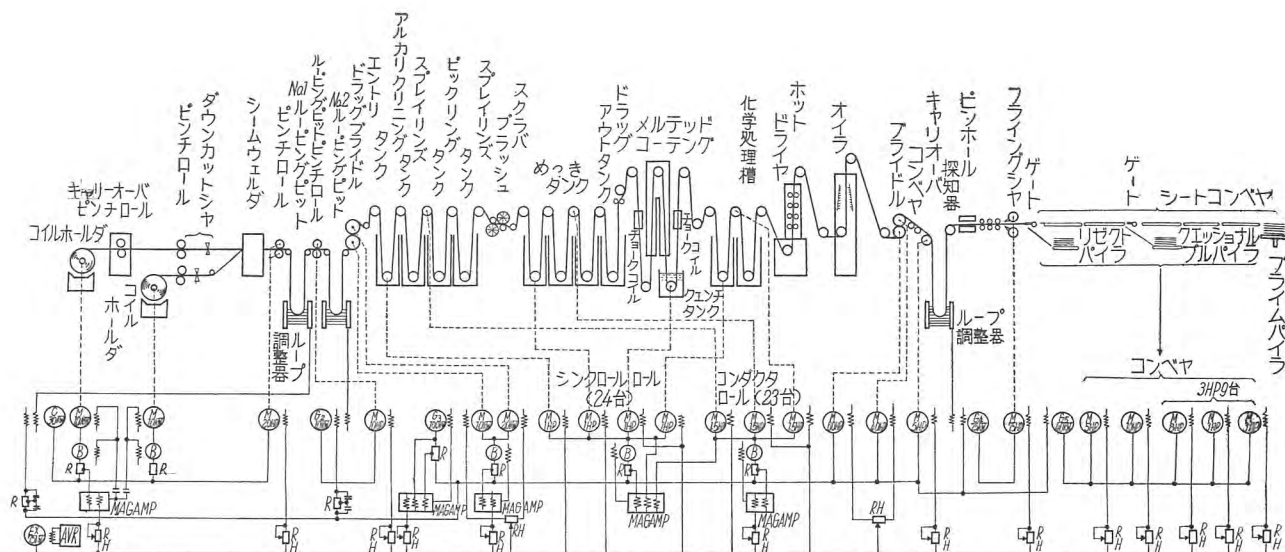 コイルホールダ
キャリーオーバ
ピンチロール
コイル
ホールダ
ピンチロール
ダウンカットシャ
シームウェルダ
ピンチロール
No.1ルーピングピット
ルーピングピットピンチロール
No.2ルーピングピット
ドラッグブライドル
エントリ
アルカリクリニング
タンク
スプレイリンズ
タンク
ピックリング
タンク
スプレイリンズ
タンク
スクラバ
ブラッシュ
めっき
タンク
ドラッグ
アウトタンク
メルテッド
コーテング
チョークコイル
チョークコイル
クェンチ
タンク
化学処理槽
ホット
ドライヤ
オイラ
ブライドル
コンベヤ
キャリオーバ
ピンホール
探知器
フライングシャ
ゲート
ゲート
シートコンベヤ
リゼクト
パイラ
クエッショナル
ブルパイラ
プライムパイラ
ループ
調整器
ループ
調整器
シンクロール
(24台)
コンダクタ
ロール(23台)
コンベヤ
3HP9台
MAGAMP
MAGAMP
MAGAMP
MAGAMP
MAGAMP
AVR
RH
RH